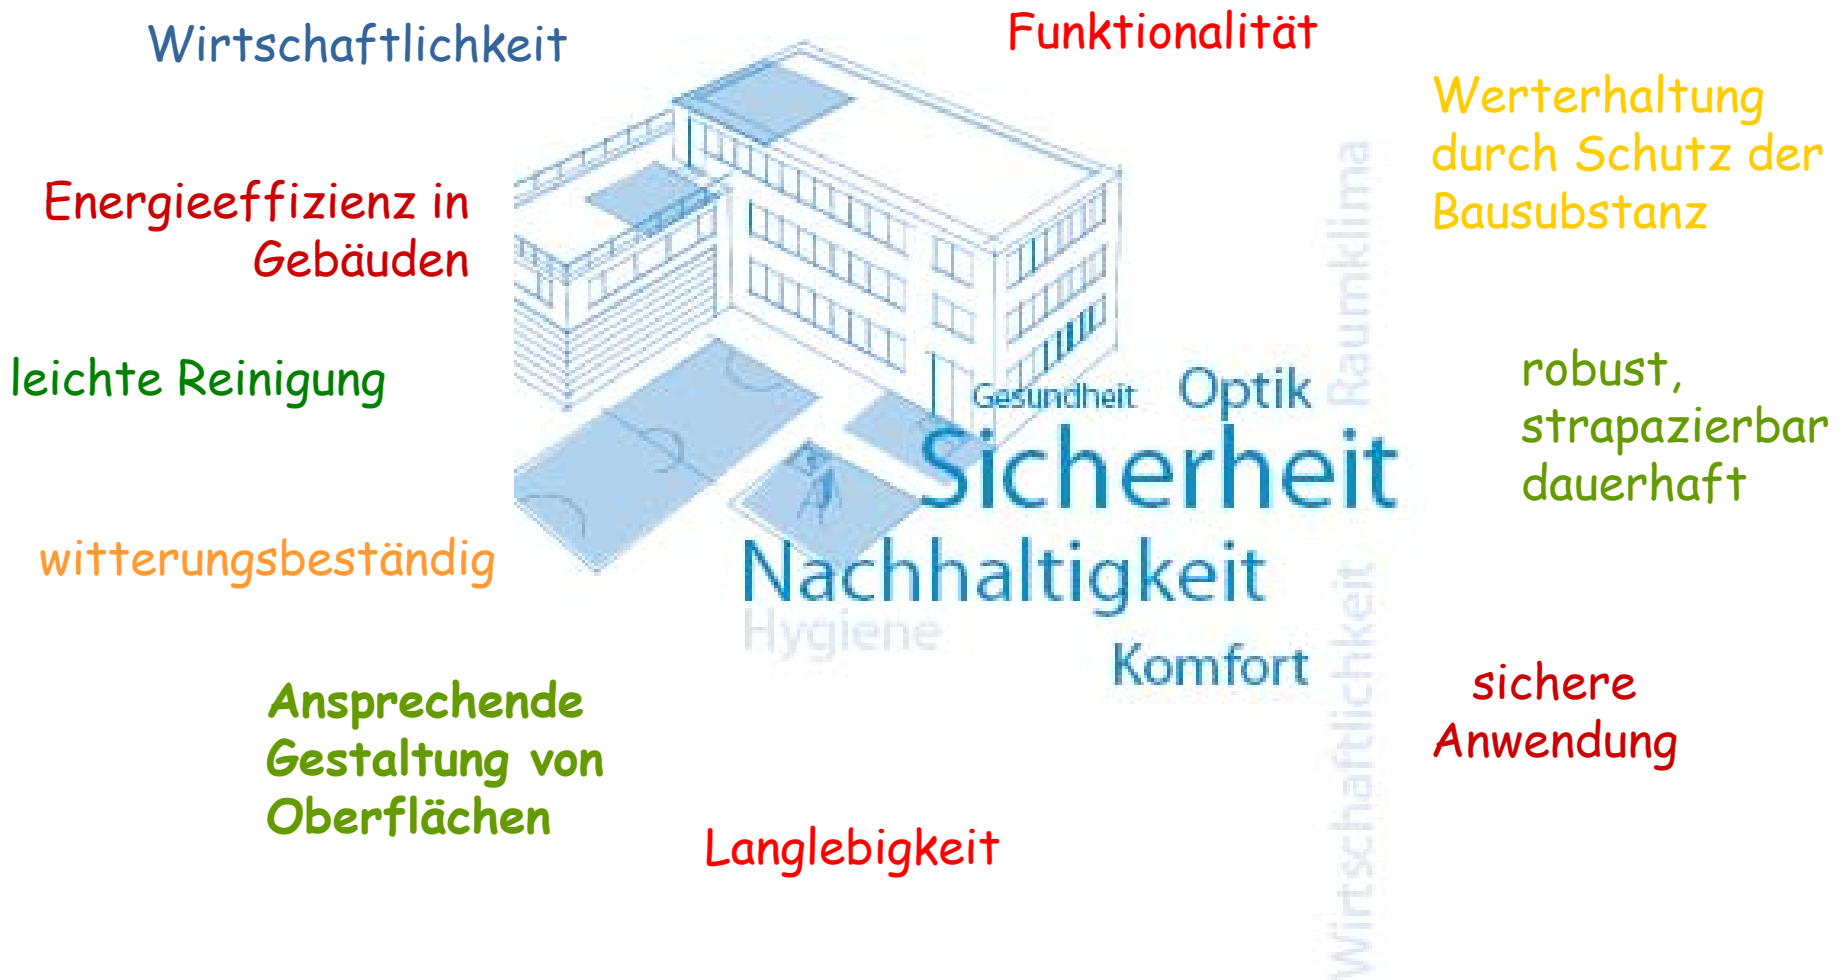 Wirtschaftlichkeit
Funktionalität
Werterhaltung
durch Schutz der
Bausubstanz
Energieeffizienz in
Gebäuden
Raumklima
leichte Reinigung
Gesundheit
Optik
Sicherheit
robust,
strapazierbar
dauerhaft
witterungsbeständig
Nachhaltigkeit
Hygiene
Komfort
Wirtschaftlichkeit
sichere
Anwendung
Ansprechende
Gestaltung von
Oberflächen
Langlebigkeit